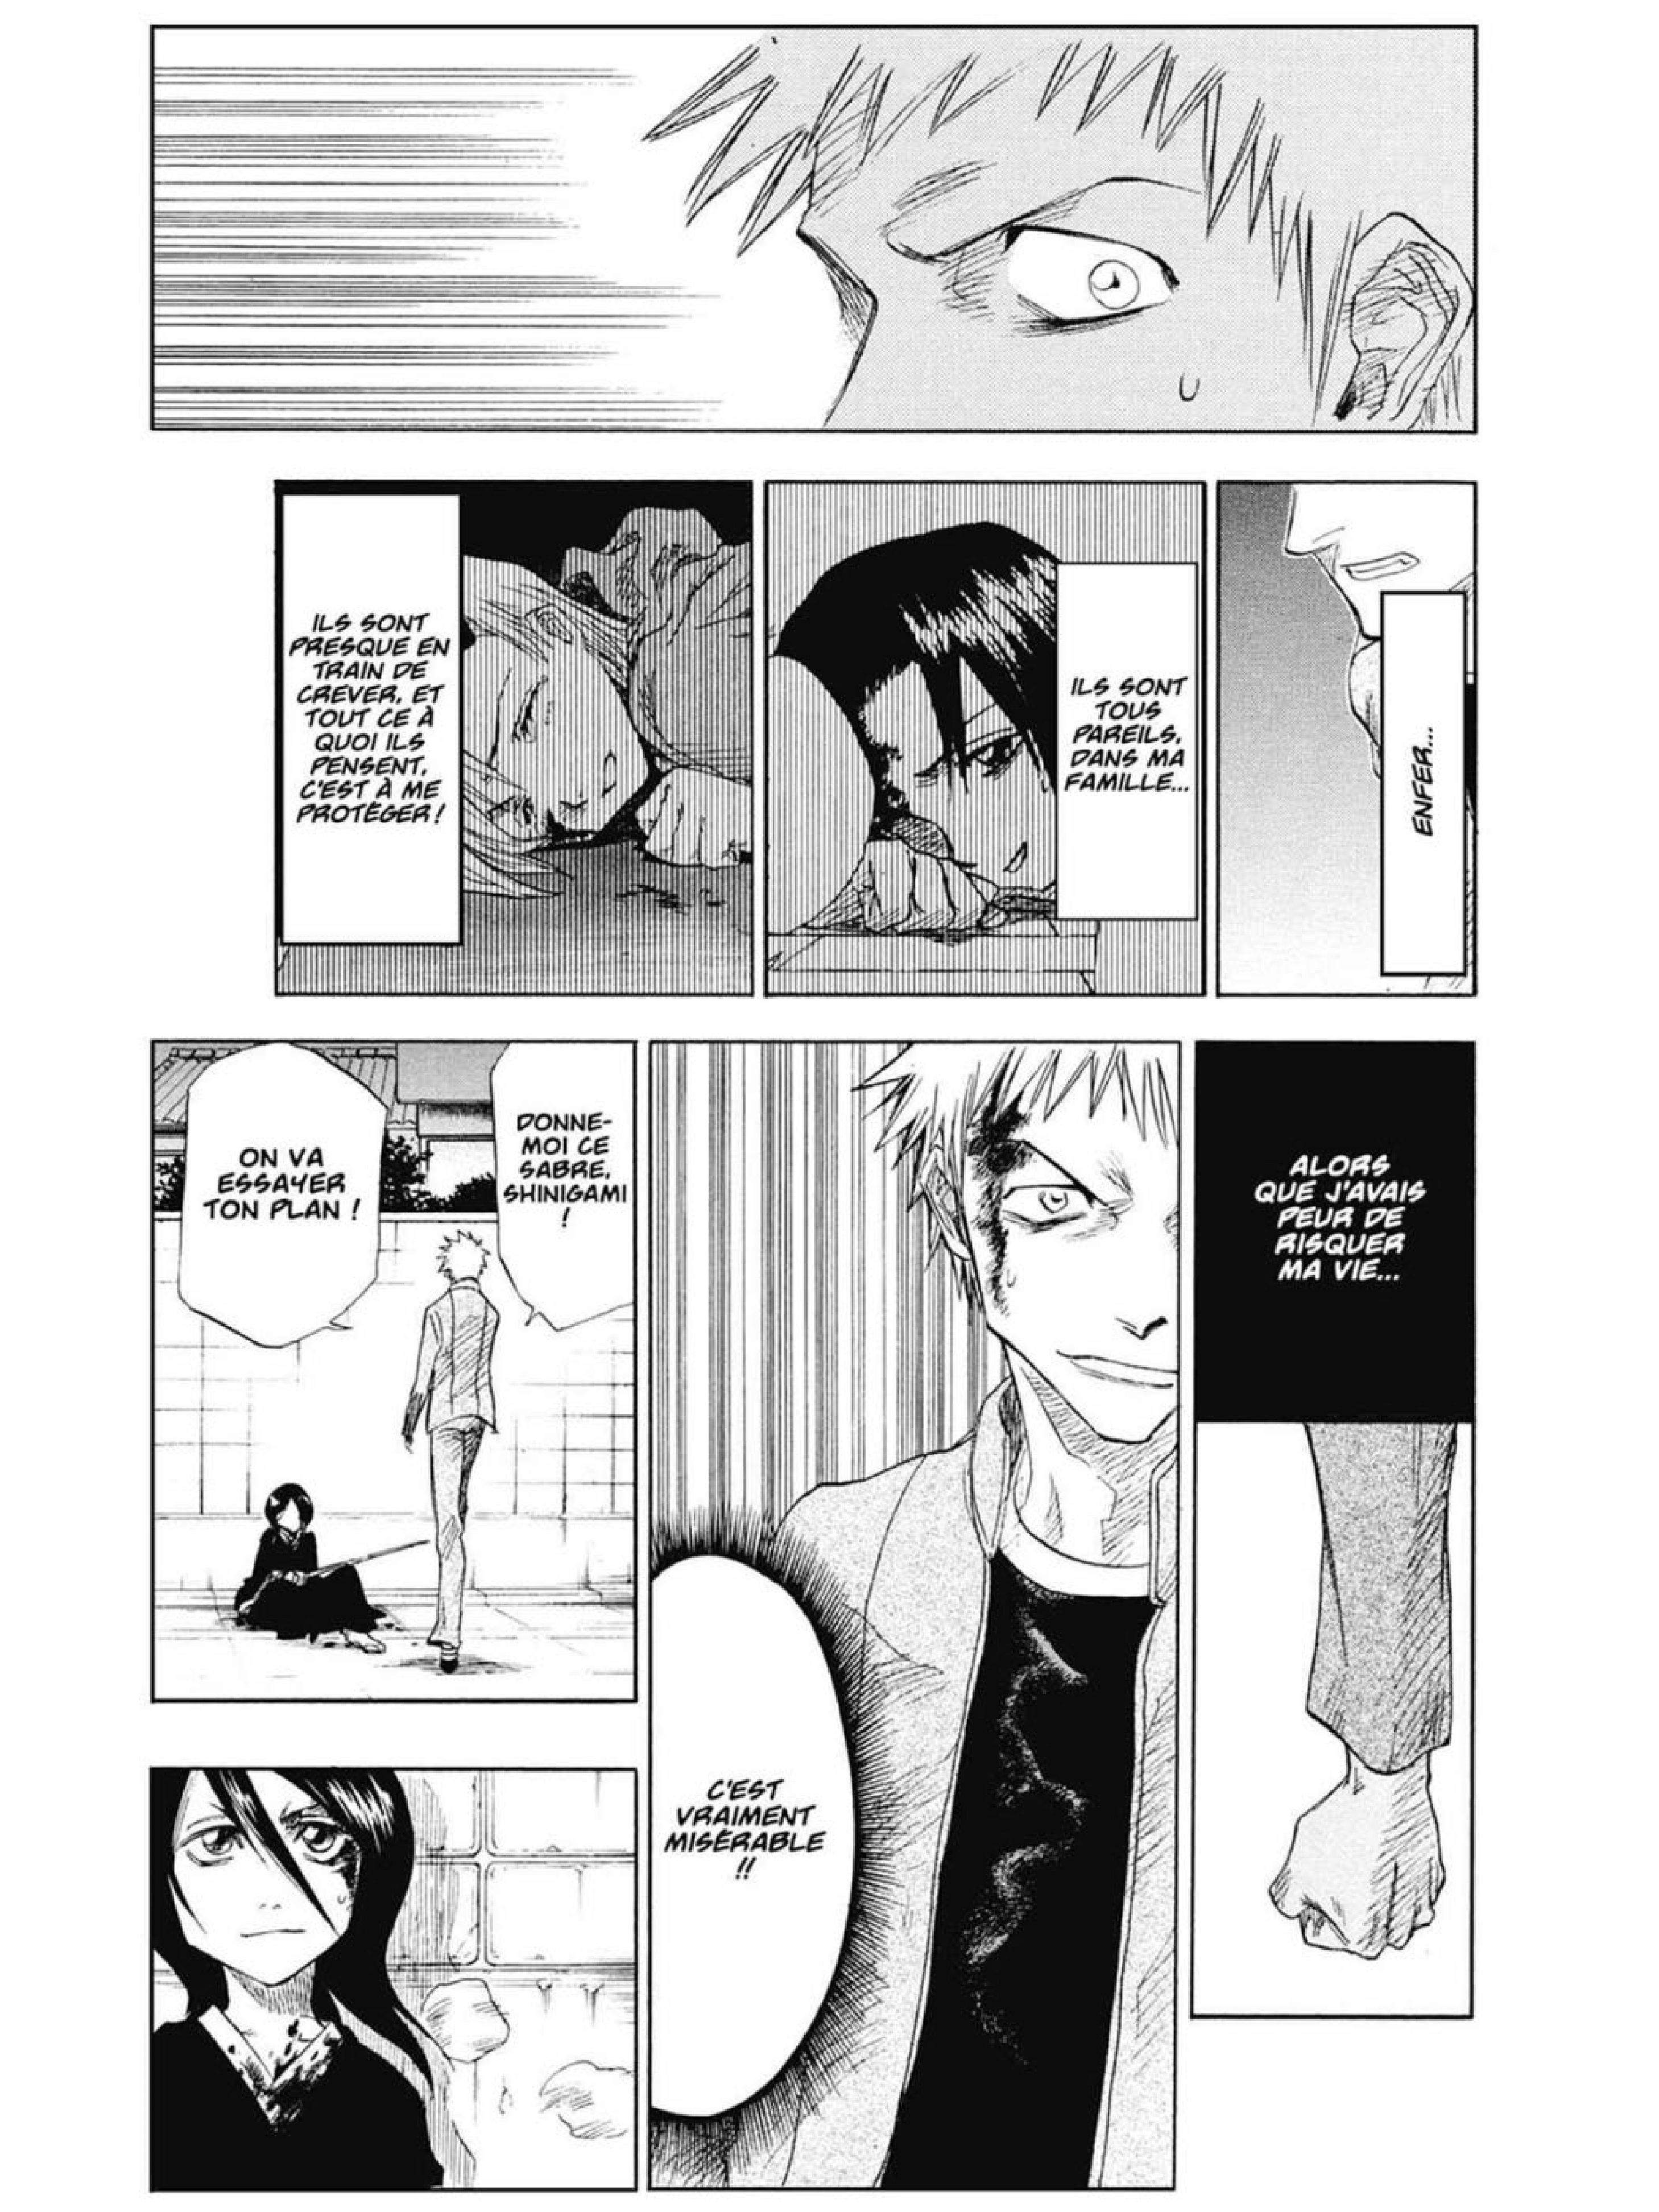 ENFER...
ILS SONT
TOUS
PAREILS,
DANS MA
FAMILLE...
ILS SONT
PRESQUE EN
TRAIN DE
CREVER, ET
TOUT CE À
QUOI ILS
PENSENT,
C'EST À ME
PROTÉGER!
ALORS
QUE J'AVAIS
PEUR DE
RISQUER
MA VIE...
C'EST
VRAIMENT
MISÉRABLE
!!
DONNE-
MOI CE
SABRE,
SHINIGAMI
!
ON VA
ESSAYER
TON PLAN !